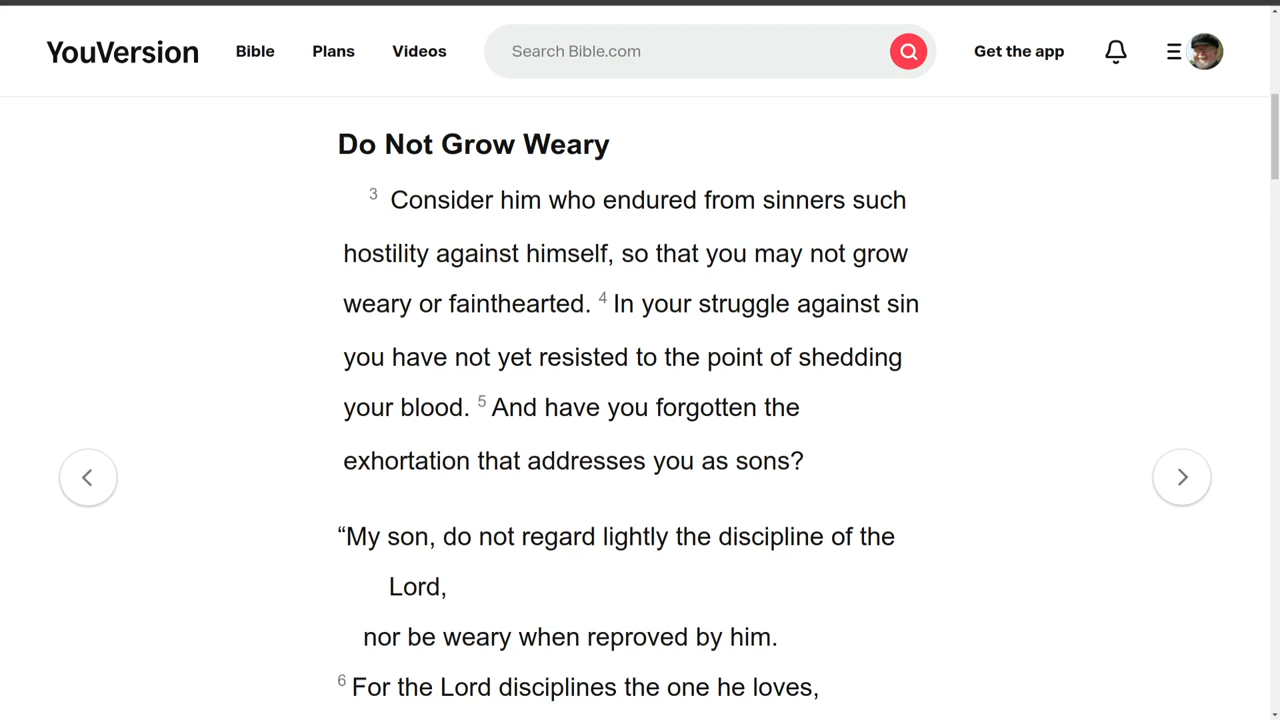 YouVersion Bible Plans Videos Search Bible.com Get the app
Do Not Grow Weary
3 Consider him who endured from sinners such
hostility against himself, so that you may not grow
weary or fainthearted. 4 In your struggle against sin
you have not yet resisted to the point of shedding
your blood. 5 And have you forgotten the
exhortation that addresses you as sons?
“My son, do not regard lightly the discipline of the
Lord,
nor be weary when reproved by him.
6 For the Lord disciplines the one he loves,